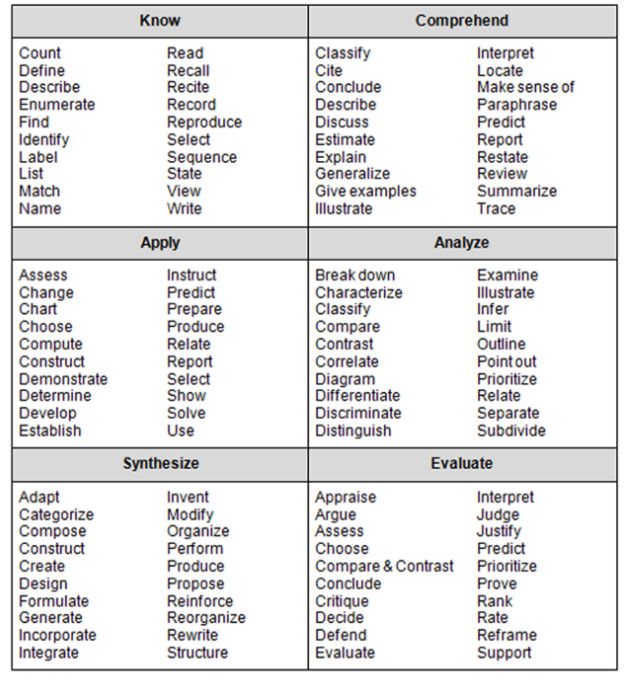 Know
Count Read
Define Recall
Describe Recite
Enumerate Record
Find Reproduce
Identify Select
Label Sequence
List State
Match View
Name Write
Comprehend
Classify Interpret
Cite Locate
Conclude Make sense of
Describe Paraphrase
Discuss Predict
Estimate Report
Explain Restate
Generalize Review
Give examples Summarize
Illustrate Trace
Apply
Assess Instruct
Change Predict
Chart Prepare
Choose Produce
Compute Relate
Construct Report
Demonstrate Select
Determine Show
Develop Solve
Establish Use
Analyze
Break down Examine
Characterize Illustrate
Classify Infer
Compare Limit
Contrast Outline
Correlate Point out
Diagram Prioritize
Differentiate Relate
Discriminate Separate
Distinguish Subdivide
Synthesize
Adapt Invent
Categorize Modify
Compose Organize
Construct Perform
Create Produce
Design Propose
Formulate Reinforce
Generate Reorganize
Incorporate Rewrite
Integrate Structure
Evaluate
Appraise Interpret
Argue Judge
Assess Justify
Choose Predict
Compare & Contrast Prioritize
Conclude Prove
Critique Rank
Decide Rate
Defend Reframe
Evaluate Support